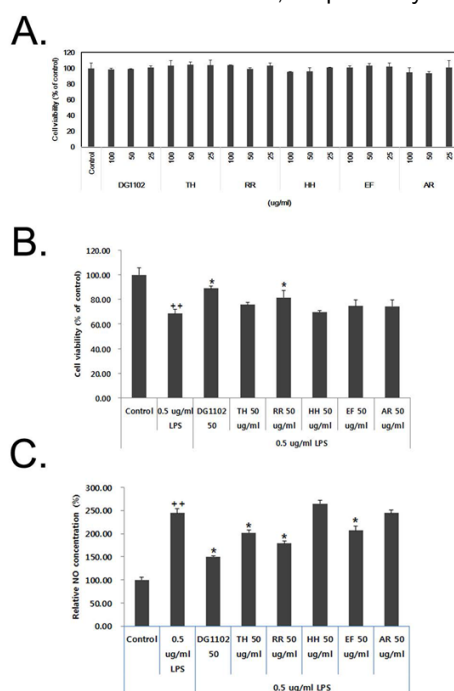 A.
Cell viability (% of control)
120
100
80
60
40
20
0
Control 100 50 25 100 50 25 100 50 25 100 50 25 100 50 25 100 50 25
DG1102 TH RR HH EF AR
(ug/ml)
B.
Cell viability (% of control)
120.00
100.00
80.00
60.00
40.00
20.00
0.00
++ * *
Control 0.5 ug/ml DG1102 TH 50 RR 50 HH 50 EF 50 AR 50
LPS 50 ug/ml ug/ml ug/ml ug/ml ug/ml
0.5 ug/ml LPS
C.
Relative NO concentration (%)
300.00
250.00
200.00
150.00
100.00
50.00
0.00
++ * * * *
Control 0.5 DG1102 TH 50 RR 50 HH 50 EF 50 AR 50
ug/ml 50 ug/ml ug/ml ug/ml ug/ml ug/ml
LPS
0.5 ug/ml LPS